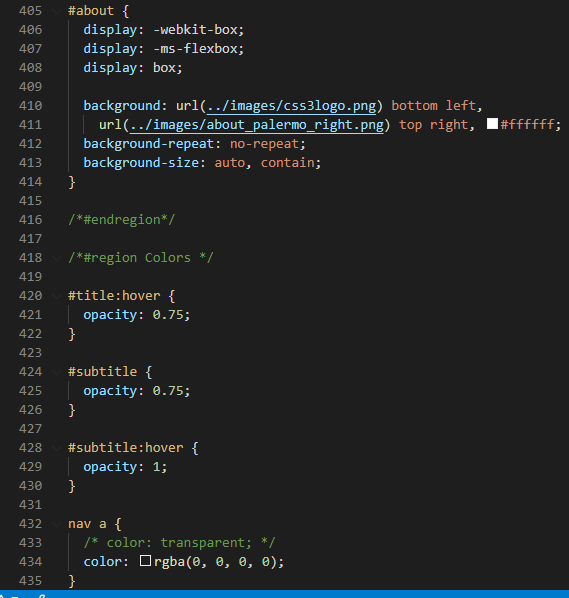 405 #about {
406 display: -webkit-box;
407 display: -ms-flexbox;
408 display: box;
409
410 background: url(../images/css3logo.png) bottom left,
411 url(../images/about_palermo_right.png) top right, #ffffff;
412 background-repeat: no-repeat;
413 background-size: auto, contain;
414 }
415
416 /*#endregion*/
417
418 /*#region Colors */
419
420 #title:hover {
421 opacity: 0.75;
422 }
423
424 #subtitle {
425 opacity: 0.75;
426 }
427
428 #subtitle:hover {
429 opacity: 1;
430 }
431
432 nav a {
433 /* color: transparent; */
434 color: rgba(0, 0, 0, 0);
435 }